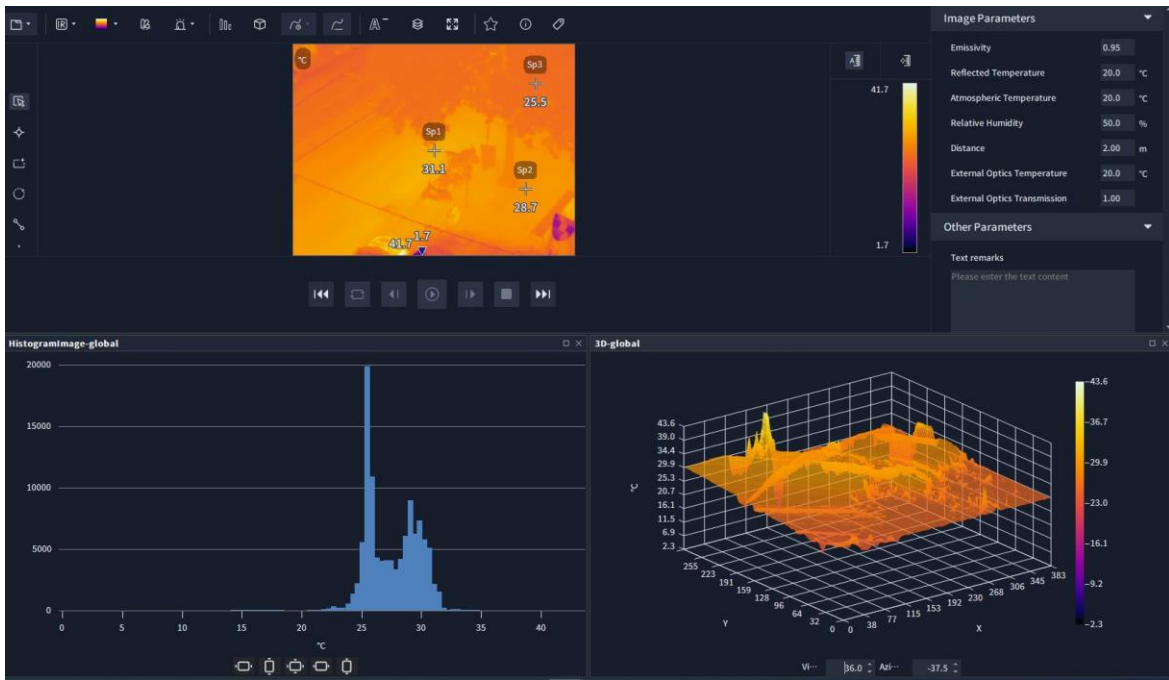 IR
A
Image Parameters
Emissivity 0.95
Reflected Temperature 20.0 °C
Atmospheric Temperature 20.0 °C
Relative Humidity 50.0 %
Distance 2.00 m
External Optics Temperature 20.0 °C
External Optics Transmission 1.00
Other Parameters
Text remarks
Please enter the text content
°C
Sp3
25.5
Sp1
31.1
Sp2
28.7
41.7
1.7
A
41.7
1.7
HistogramImage-global
20000
15000
10000
5000
0
0 5 10 15 20 25 30 35 40
°C
3D-global
43.6
39.0
34.4
29.9
25.3
20.7
16.1
11.5
6.9
2.3
°C
255 223 191 159 128 96 64 32 0
Y
0 38 77 115 153 192 230 268 306 345 383
X
43.6
36.7
29.9
23.0
16.1
9.2
2.3
Vi··· 36.0 Azi··· -37.5